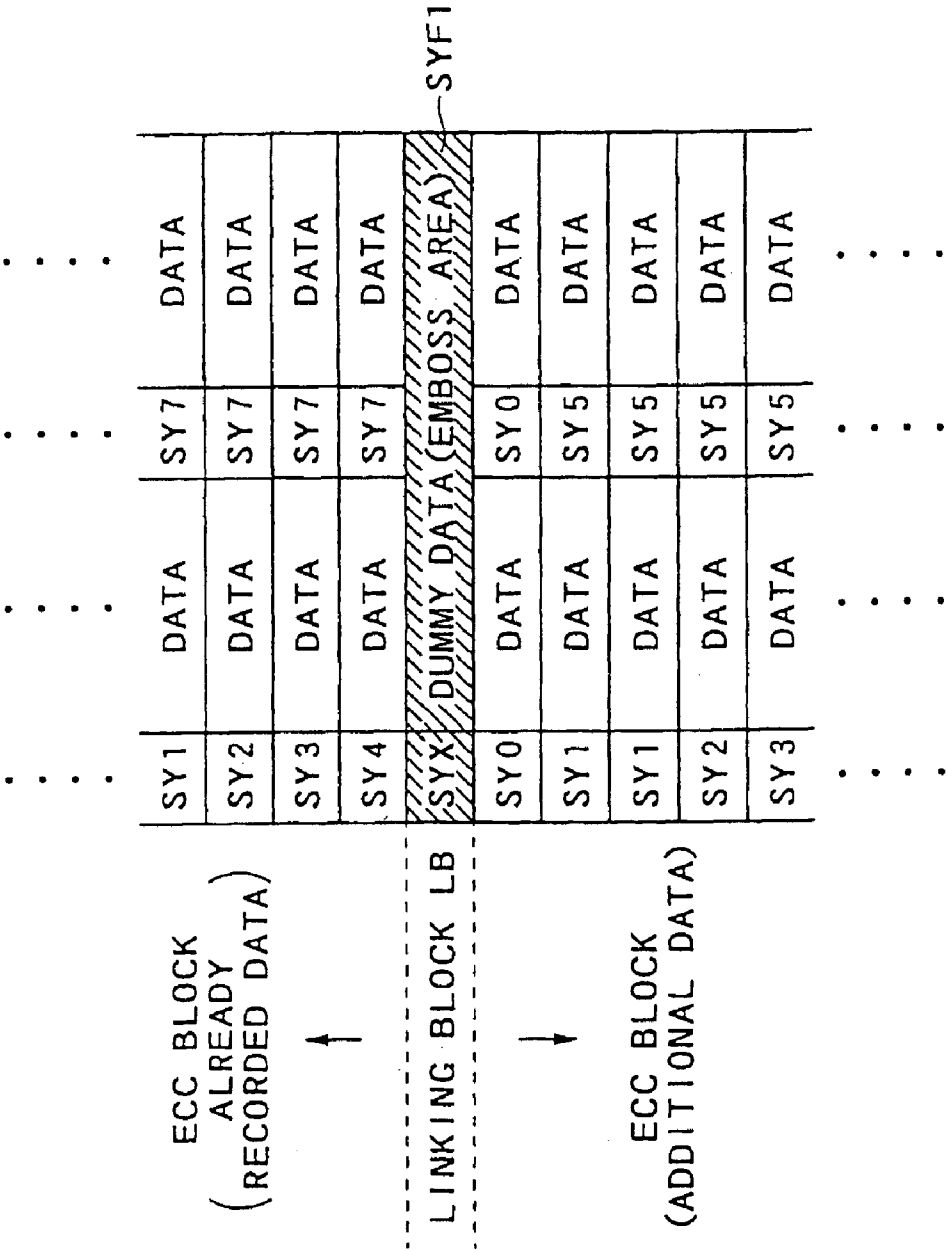 SY1 DATA SY7 DATA
SY2 DATA SY7 DATA
SY3 DATA SY7 DATA
SY4 DATA SY7 DATA
SYX DUMMY DATA (EMBOSS AREA)
SY0 DATA SY0 DATA
SY1 DATA SY5 DATA
SY1 DATA SY5 DATA
SY2 DATA SY5 DATA
SY3 DATA SY5 DATA
SYF1
ECC BLOCK
ALREADY
(RECORDED DATA)
LINKING BLOCK LB
ECC BLOCK
(ADDITIONAL DATA)